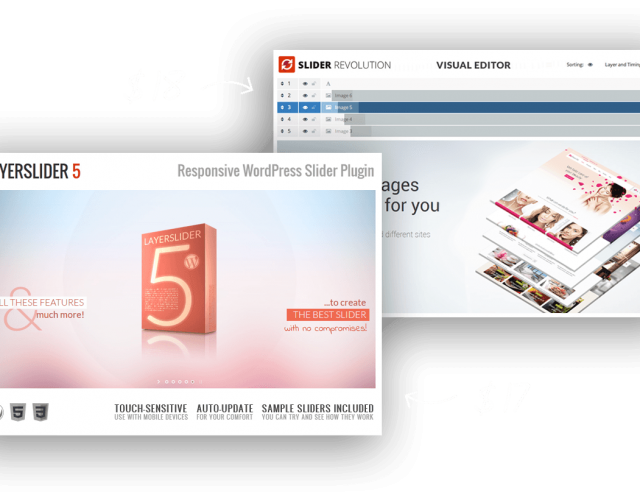 SLIDER REVOLUTION
VISUAL EDITOR
Sorting:
Layer and Timing
1
2 Image 6
3 Image 5
4 Image 4
5 Image 3
ages
for you
different sites
YERSLIDER 5
Responsive WordPress Slider Plugin
LAYERSLIDER
5
LL THESE FEATURES
&
much more!
...to create
THE BEST SLIDER
with no compromises!
TOUCH-SENSITIVE
USE WITH MOBILE DEVICES
AUTO-UPDATE
FOR YOUR COMFORT
SAMPLE SLIDERS INCLUDED
YOU CAN TRY AND SEE HOW THEY WORK